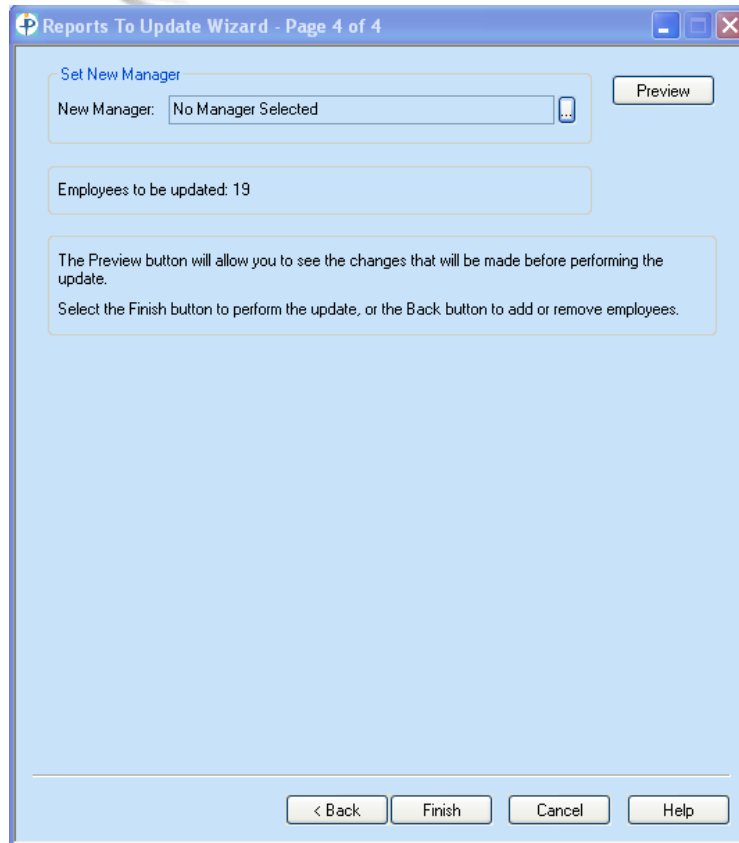 Reports To Update Wizard - Page 4 of 4
Set New Manager
New Manager: No Manager Selected ...
Preview
Employees to be updated: 19
The Preview button will allow you to see the changes that will be made before performing the
update.
Select the Finish button to perform the update, or the Back button to add or remove employees.
< Back Finish Cancel Help